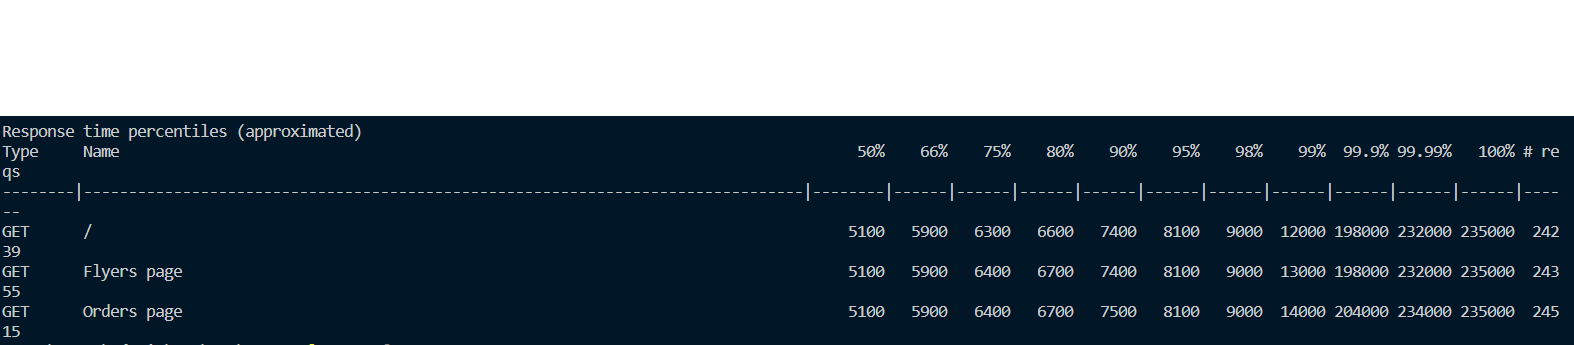 Response time percentiles (approximated)
Type     Name                                                                                  50%    66%    75%    80%    90%    95%    98%    99%  99.9% 99.99%   100% # re
qs
--------|--------------------------------------------------------------------------------|--------|------|------|------|------|------|------|------|------|------|------|----
--
GET      /                                                                                    5100   5900   6300   6600   7400   8100   9000  12000 198000 232000 235000  242
39
GET      Flyers page                                                                          5100   5900   6400   6700   7400   8100   9000  13000 198000 232000 235000  243
55
GET      Orders page                                                                          5100   5900   6400   6700   7500   8100   9000  14000 204000 234000 235000  245
15